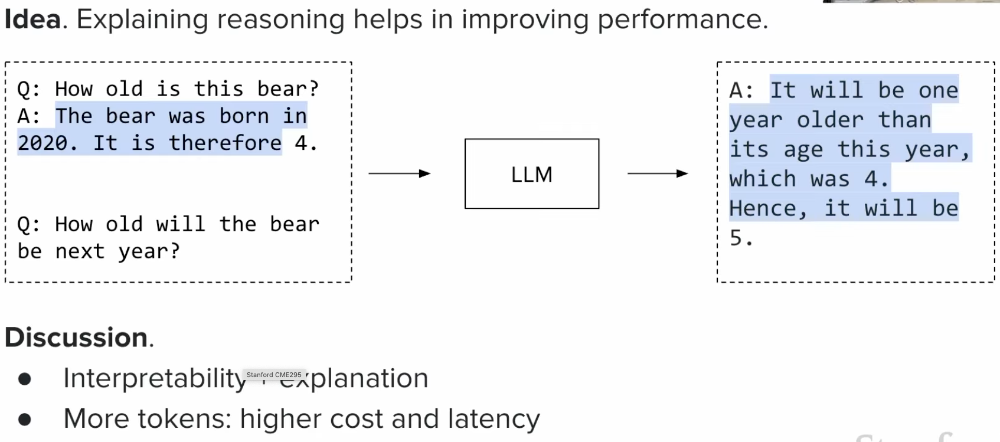 Idea. Explaining reasoning helps in improving performance.
Q: How old is this bear?
A: The bear was born in
2020. It is therefore 4.
Q: How old will the bear
be next year?
LLM
A: It will be one
year older than
its age this year,
which was 4.
Hence, it will be
5.
Discussion.
● Interpretability + explanation
Stanford CME295
● More tokens: higher cost and latency